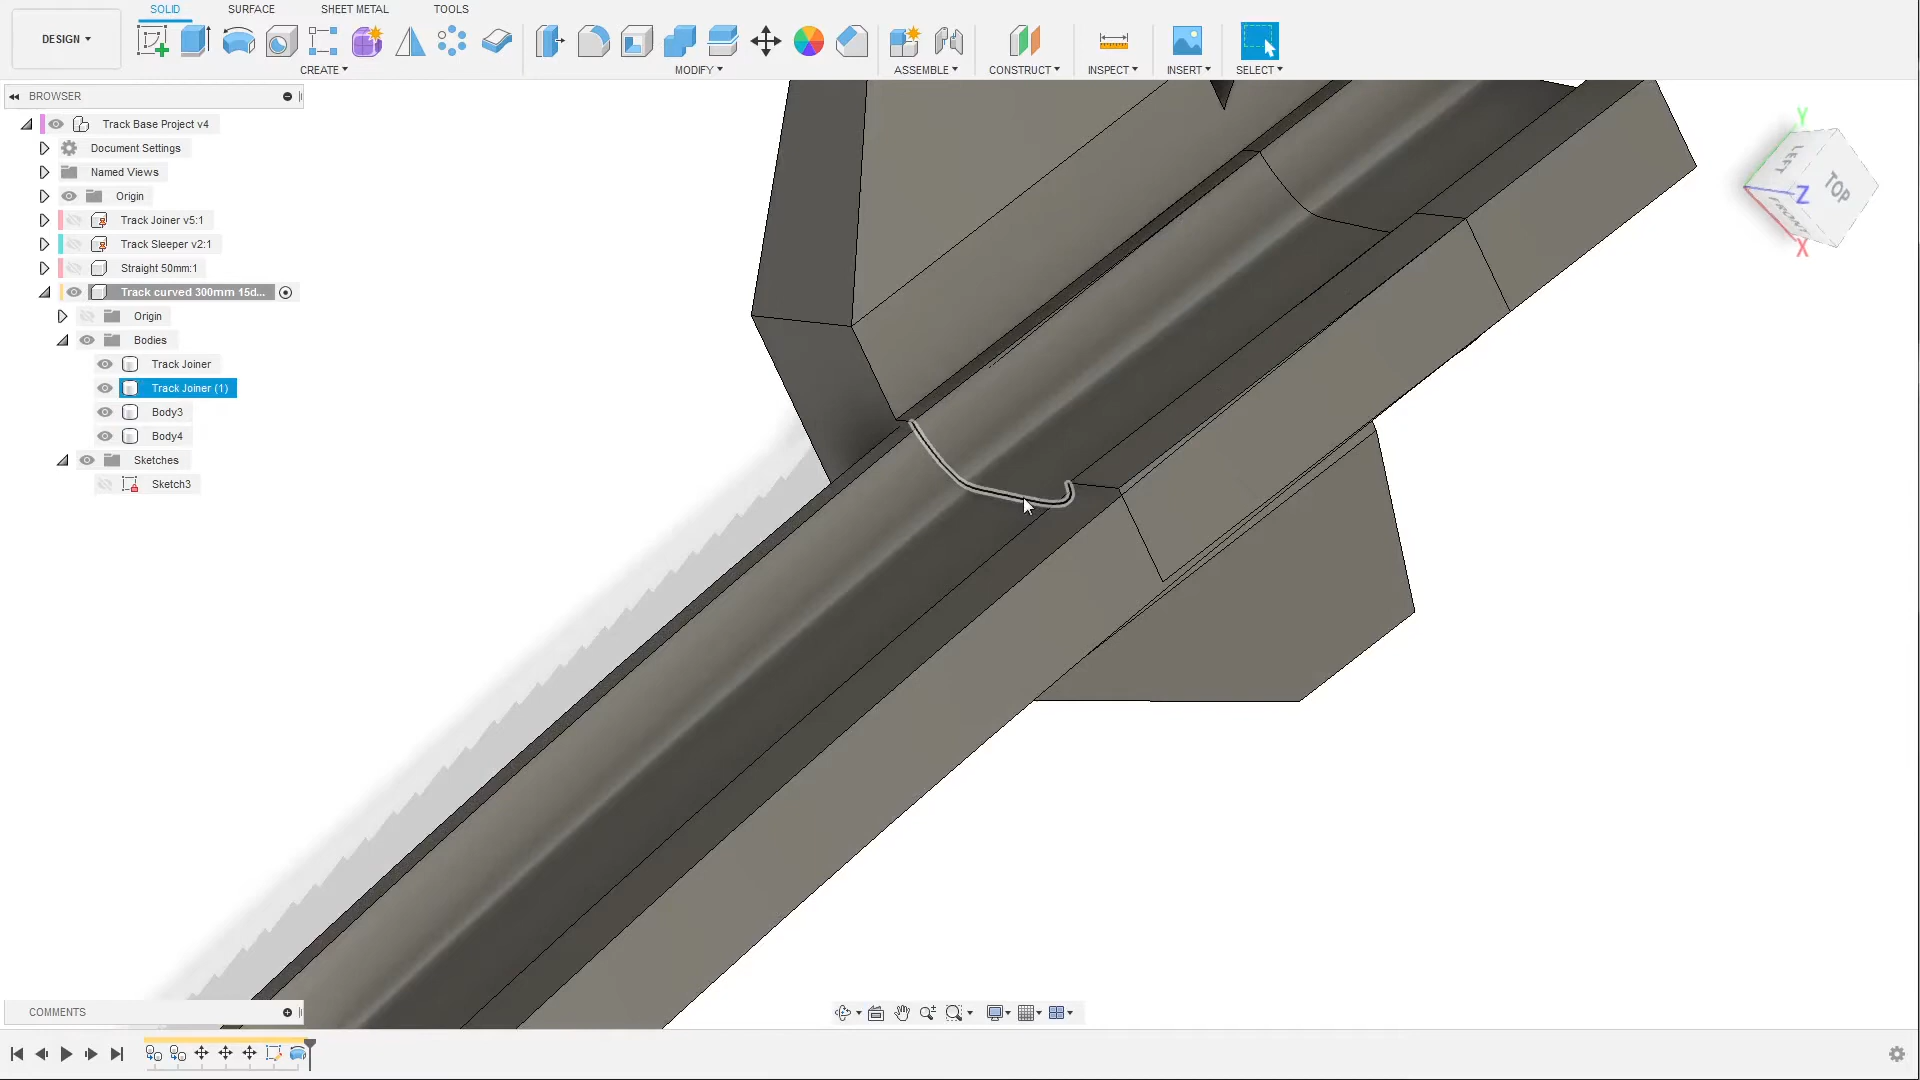 SOLID SURFACE SHEET METAL TOOLS
DESIGN
CREATE MODIFY ASSEMBLE CONSTRUCT INSPECT INSERT SELECT
BROWSER
Track Base Project v4
Document Settings
Named Views
Origin
Track Joiner v5:1
Track Sleeper v2:1
Straight 50mm:1
Track curved 300mm 15d...
Origin
Bodies
Track Joiner
Track Joiner (1)
Body3
Body4
Sketches
Sketch3
Y
LEFT
TOP
Z
FRONT
X
COMMENTS